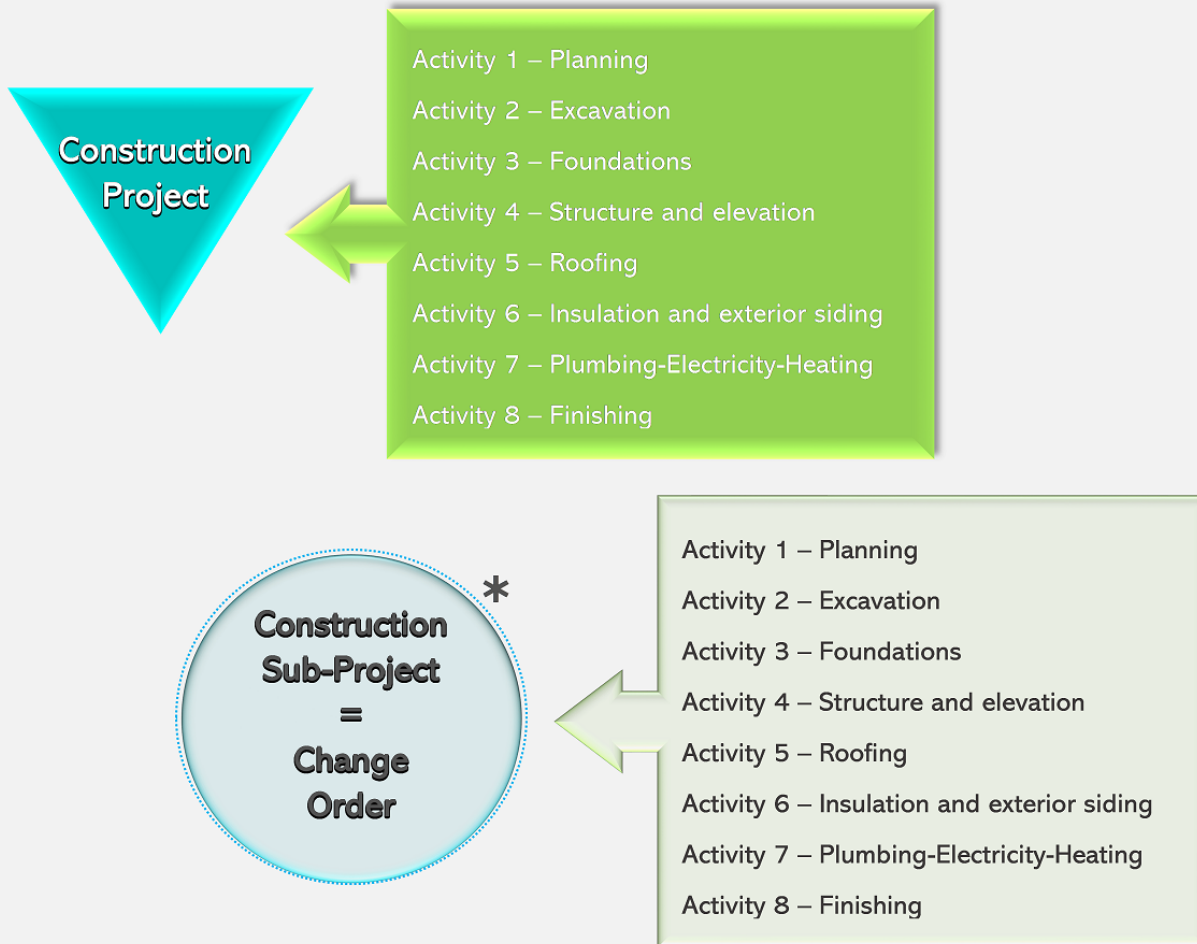 Construction
Project
Activity 1 – Planning
Activity 2 – Excavation
Activity 3 – Foundations
Activity 4 – Structure and elevation
Activity 5 – Roofing
Activity 6 – Insulation and exterior siding
Activity 7 – Plumbing-Electricity-Heating
Activity 8 – Finishing
Construction
Sub-Project
=
Change
Order
*
Activity 1 – Planning
Activity 2 – Excavation
Activity 3 – Foundations
Activity 4 – Structure and elevation
Activity 5 – Roofing
Activity 6 – Insulation and exterior siding
Activity 7 – Plumbing-Electricity-Heating
Activity 8 – Finishing